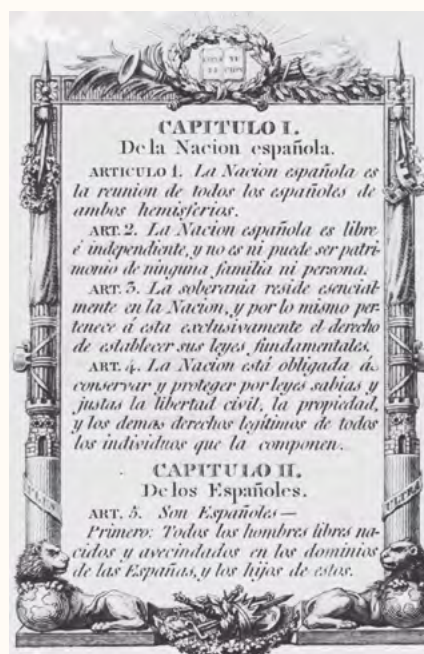 CONS TI
TU CION
CAPITULO I.
De la Nacion española.
ARTICULO 1. La Nacion española es
la reunion de todos los españoles de
ambos hemisferios.
ART. 2. La Nacion española es libre
é independiente, y no es ni puede ser patri-
monio de ninguna familia ni persona.
ART. 3. La soberania reside esencial-
mente en la Nacion, y por lo mismo per-
tenece á esta exclusivamente el derecho
de establecer sus leyes fundamentales.
ART. 4. La Nacion está obligada á
conservar y proteger por leyes sabias y
justas la libertad civil, la propiedad,
y los demas derechos legitimos de todos
los individuos que la componen.
CAPITULO II.
De los Españoles.
ART. 5. Son Españoles—
Primero: Todos los hombres libres na-
cidos y avecindados en los dominios
de las Españas, y los hijos de estos.
PLUS
ULTRA